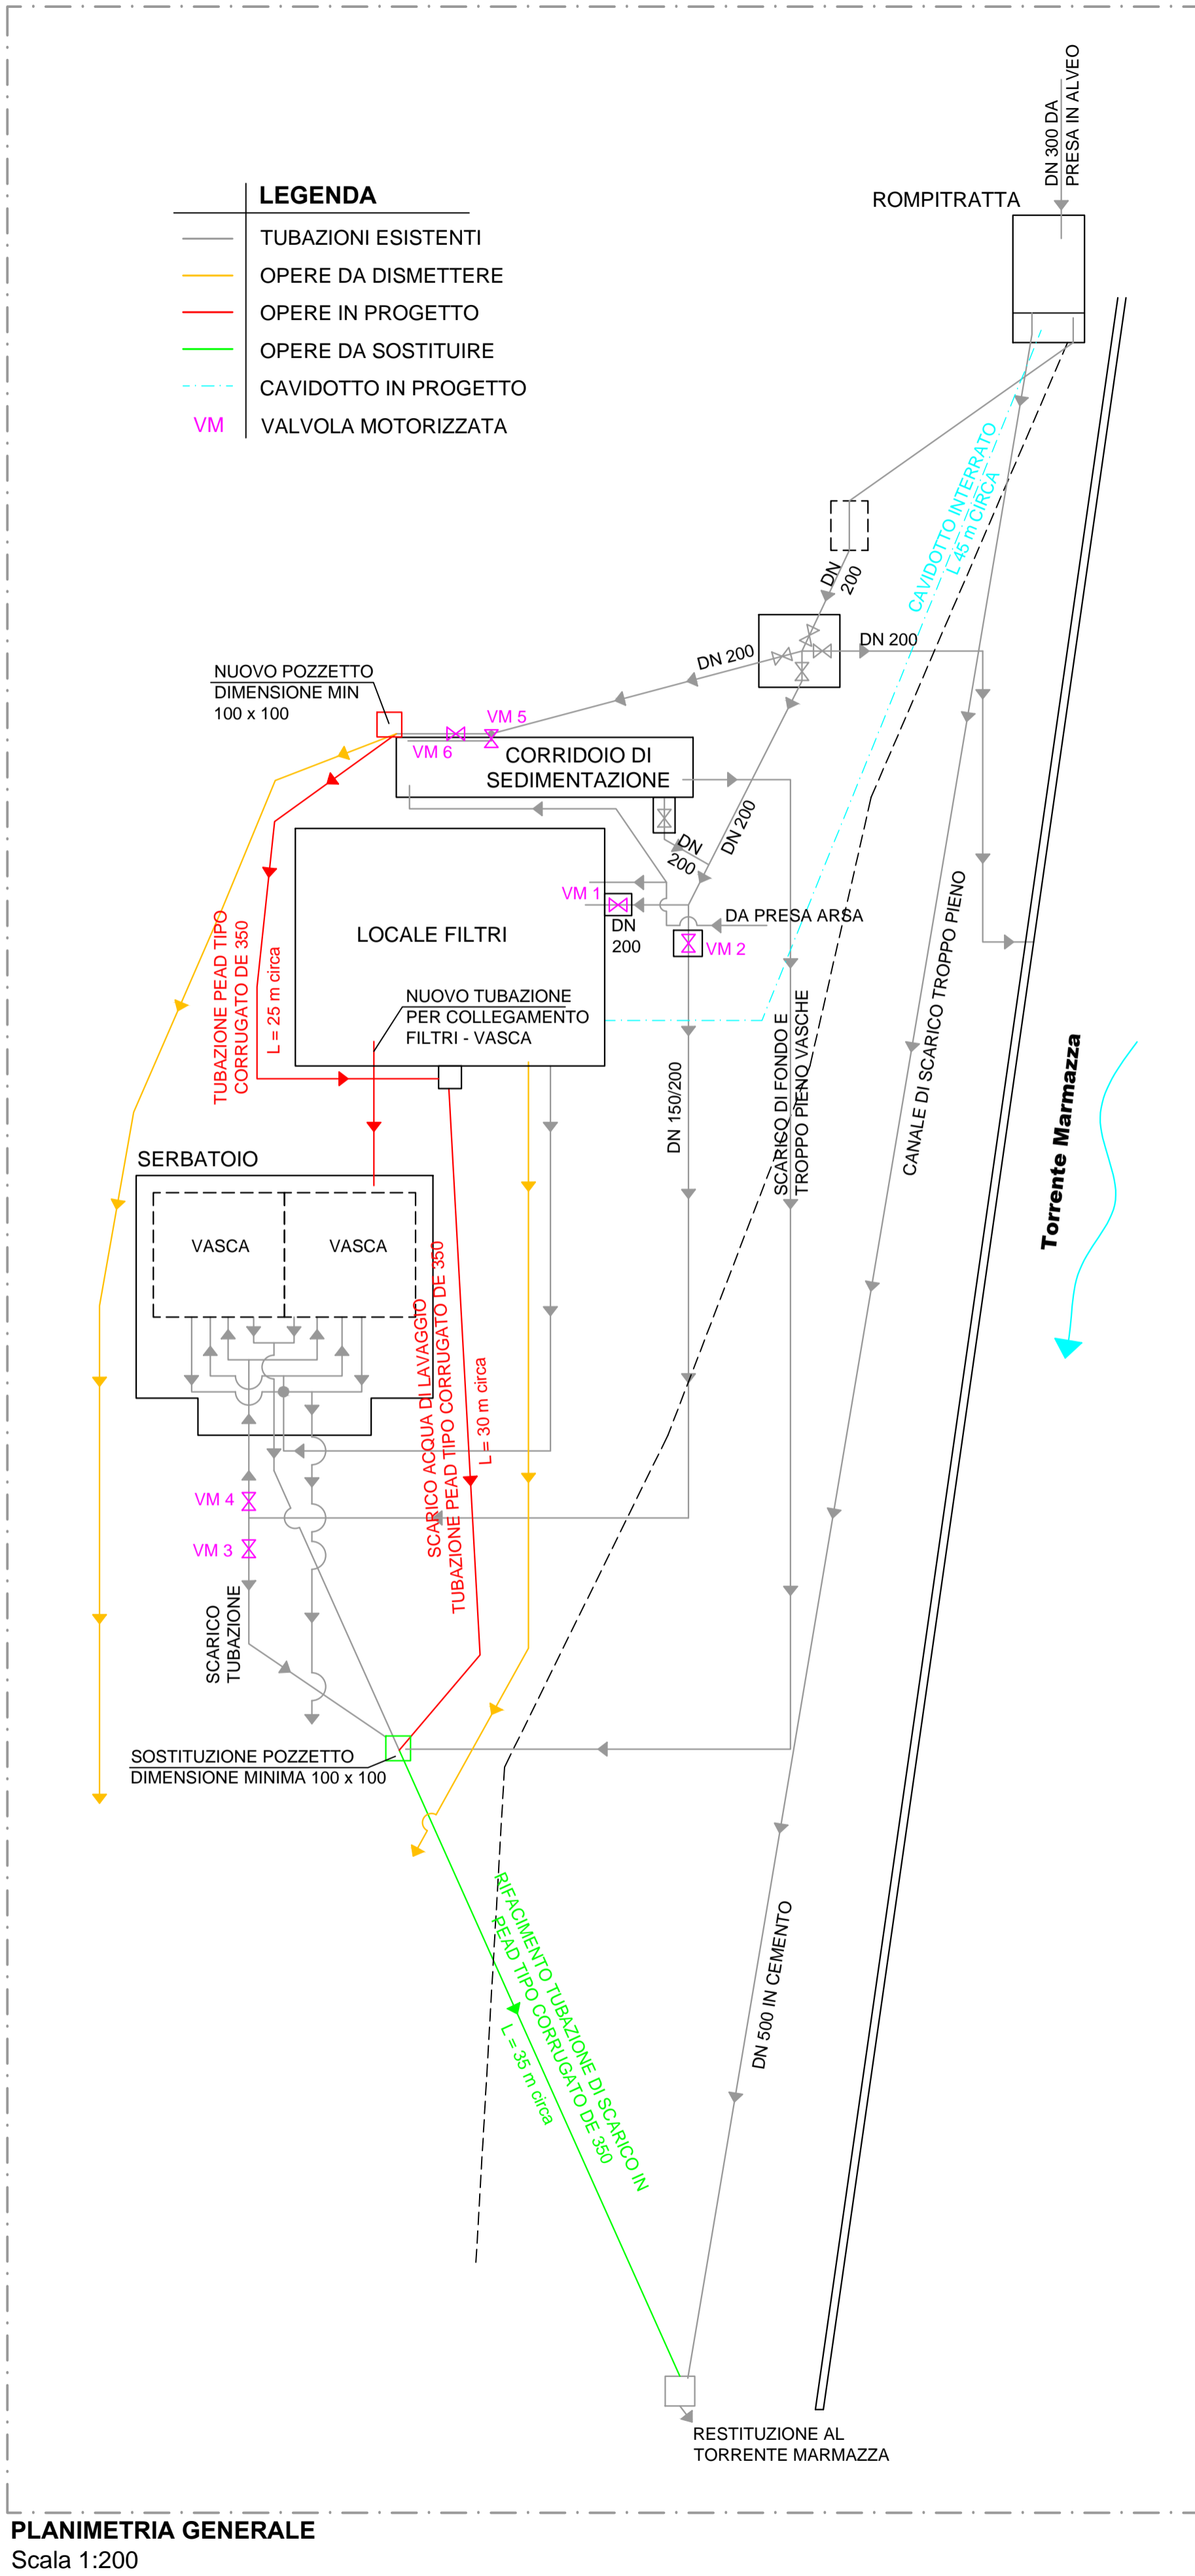 DN 300 DA
PRESA IN ALVEO
LEGENDA
ROMPITRATTA
TUBAZIONI ESISTENTI
OPERE DA DISMETTERE
OPERE IN PROGETTO
OPERE DA SOSTITUIRE
CAVIDOTTO IN PROGETTO
VM
VALVOLA MOTORIZZATA
CAVIDOTTO INTERRATO
L 45 m CIRCA
DN
200
DN 200
DN 200
NUOVO POZZETTO
DIMENSIONE MIN
100 x 100
VM 5
VM 6
CORRIDOIO DI
SEDIMENTAZIONE
DN 200
DN
200
VM 1
DN
200
DA PRESA ARSA
VM 2
LOCALE FILTRI
TUBAZIONE PEAD TIPO
CORRUGATO DE 350
L = 25 m circa
NUOVO TUBAZIONE
PER COLLEGAMENTO
FILTRI - VASCA
CANALE DI SCARICO TROPPO PIENO
DN 150/200
SCARICO DI FONDO E
TROPPO PIENO VASCHE
Torrente Marmazza
SERBATOIO
VASCA
VASCA
SCARICO ACQUA DI LAVAGGIO
TUBAZIONE PEAD TIPO CORRUGATO DE 350
L = 30 m circa
VM 4
VM 3
SCARICO
TUBAZIONE
SOSTITUZIONE POZZETTO
DIMENSIONE MINIMA 100 x 100
RIFACIMENTO TUBAZIONE DI SCARICO IN
PEAD TIPO CORRUGATO DE 350
L = 35 m circa
DN 500 IN CEMENTO
RESTITUZIONE AL
TORRENTE MARMAZZA
PLANIMETRIA GENERALE
Scala 1:200